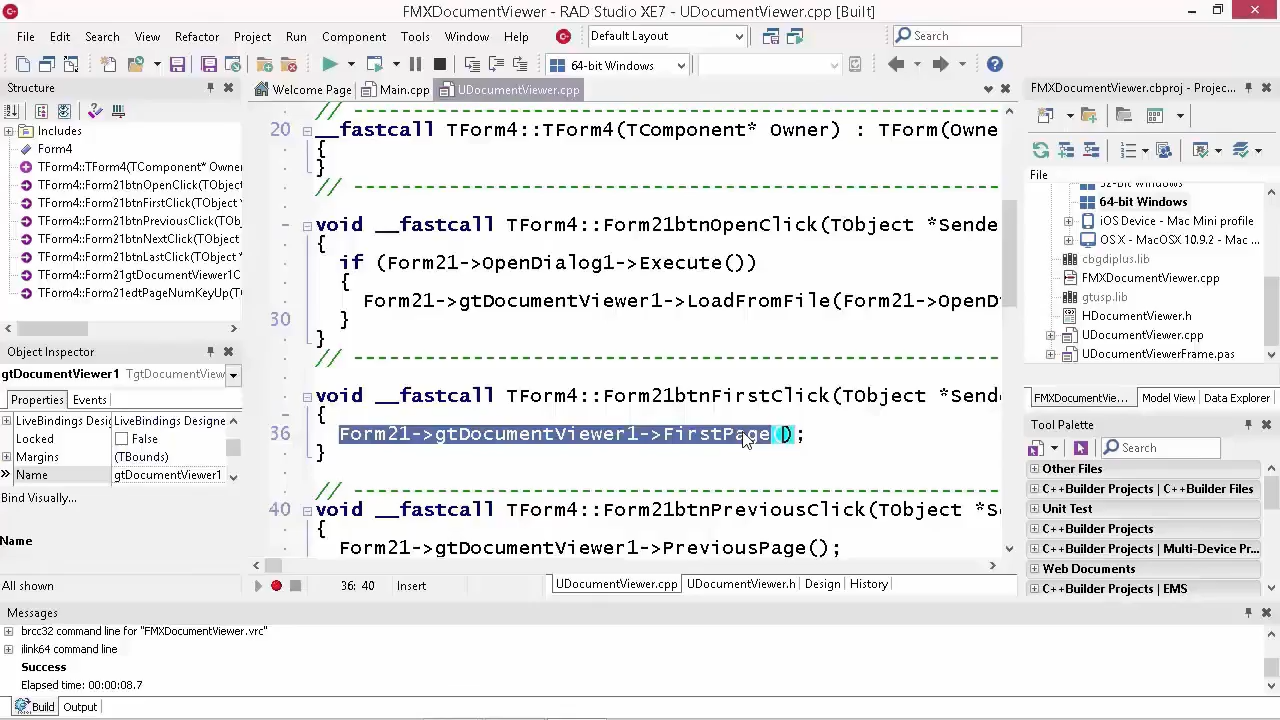 FMXDocumentViewer - RAD Studio XE7 - UDocumentViewer.cpp [Built]
File Edit Search View Refactor Project Run Component Tools Window Help Default Layout Search
64-bit Windows
Structure
Includes
Form4
TForm4::TForm4(TComponent* Owne
TForm4::Form21btnOpenClick(TObject
TForm4::Form21btnFirstClick(TObject
TForm4::Form21btnPreviousClick(TOb
TForm4::Form21btnNextClick(TObject
TForm4::Form21btnLastClick(TObject
TForm4::Form21gtDocumentViewer1C
TForm4::Form21edtPageNumKeyUp(T
Object Inspector
gtDocumentViewer1 TgtDocumentView
Properties Events
LiveBindings Desig LiveBindings Designe
Locked False
Margins (TBounds)
Name gtDocumentViewer1
Bind Visually...
Name
All shown
Welcome Page Main.cpp UDocumentViewer.cpp
//
20 __fastcall TForm4::TForm4(TComponent* Owner) : TForm(Owne
{
}
// ---------------------------------------------------------
void __fastcall TForm4::Form21btnOpenClick(TObject *Sende
{
if (Form21->OpenDialog1->Execute())
{
Form21->gtDocumentViewer1->LoadFromFile(Form21->OpenD
30 }
}
// ---------------------------------------------------------
void __fastcall TForm4::Form21btnFirstClick(TObject *Send
{
36 Form21->gtDocumentViewer1->FirstPage();
}
// ---------------------------------------------------------
40 void __fastcall TForm4::Form21btnPreviousClick(TObject *S
{
Form21->gtDocumentViewer1->PreviousPage();
36: 40 Insert UDocumentViewer.cpp UDocumentViewer.h Design History
FMXDocumentViewer.cbproj - Projec...
File
32-bit Windows
64-bit Windows
iOS Device - Mac Mini profile
OS X - MacOSX 10.9.2 - Mac ...
cbgdiplus.lib
FMXDocumentViewer.cpp
gtusp.lib
HDocumentViewer.h
UDocumentViewer.cpp
UDocumentViewerFrame.pas
FMXDocumentVie... Model View Data Explorer
Tool Palette
Search
Other Files
C++Builder Projects | C++Builder Files
Unit Test
C++Builder Projects
C++Builder Projects | Multi-Device Pr...
Web Documents
C++Builder Projects | EMS
Messages
brcc32 command line for "FMXDocumentViewer.vrc"
ilink64 command line
Success
Elapsed time: 00:00:08.7
Build Output